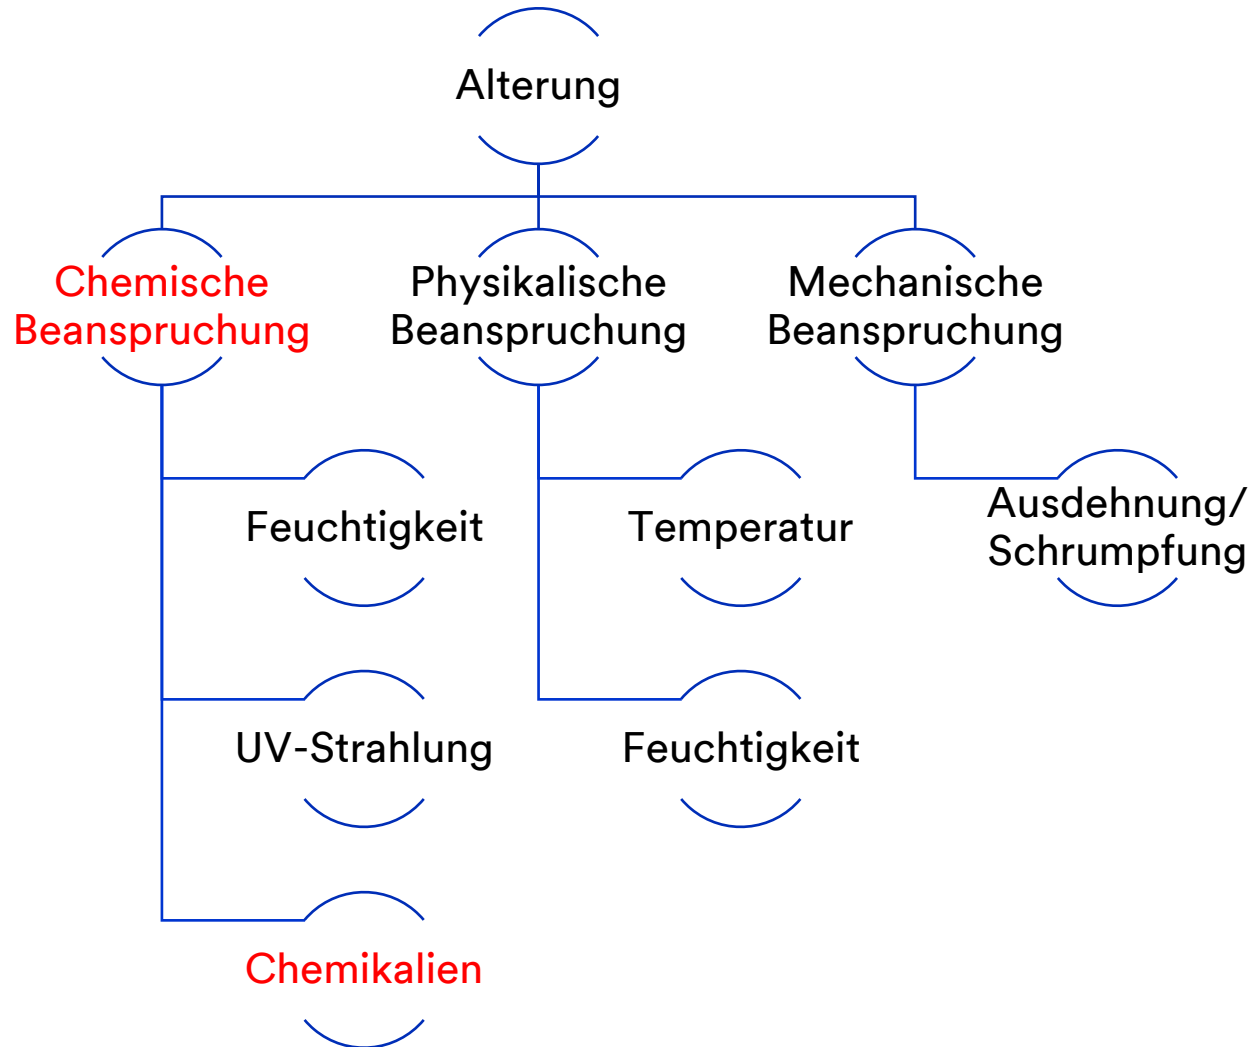 Alterung
Chemische
Beanspruchung
Physikalische
Beanspruchung
Mechanische
Beanspruchung
Feuchtigkeit
Temperatur
Ausdehnung/
Schrumpfung
UV-Strahlung
Feuchtigkeit
Chemikalien